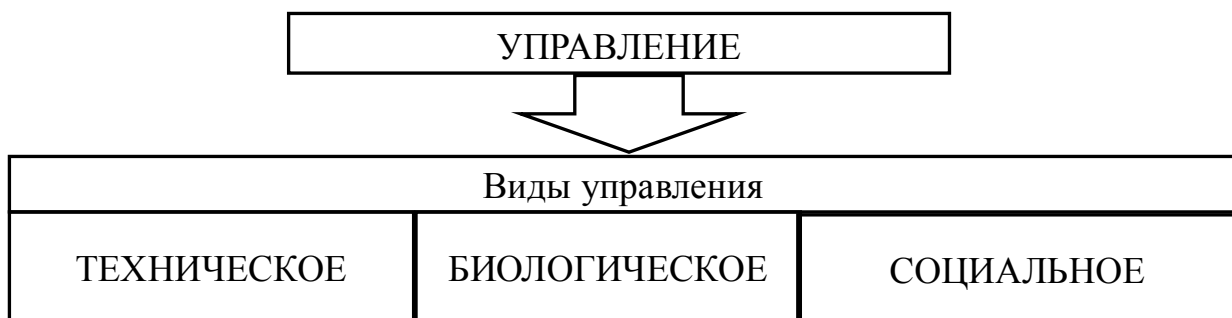 УПРАВЛЕНИЕ
Виды управления
ТЕХНИЧЕСКОЕ
БИОЛОГИЧЕСКОЕ
СОЦИАЛЬНОЕ